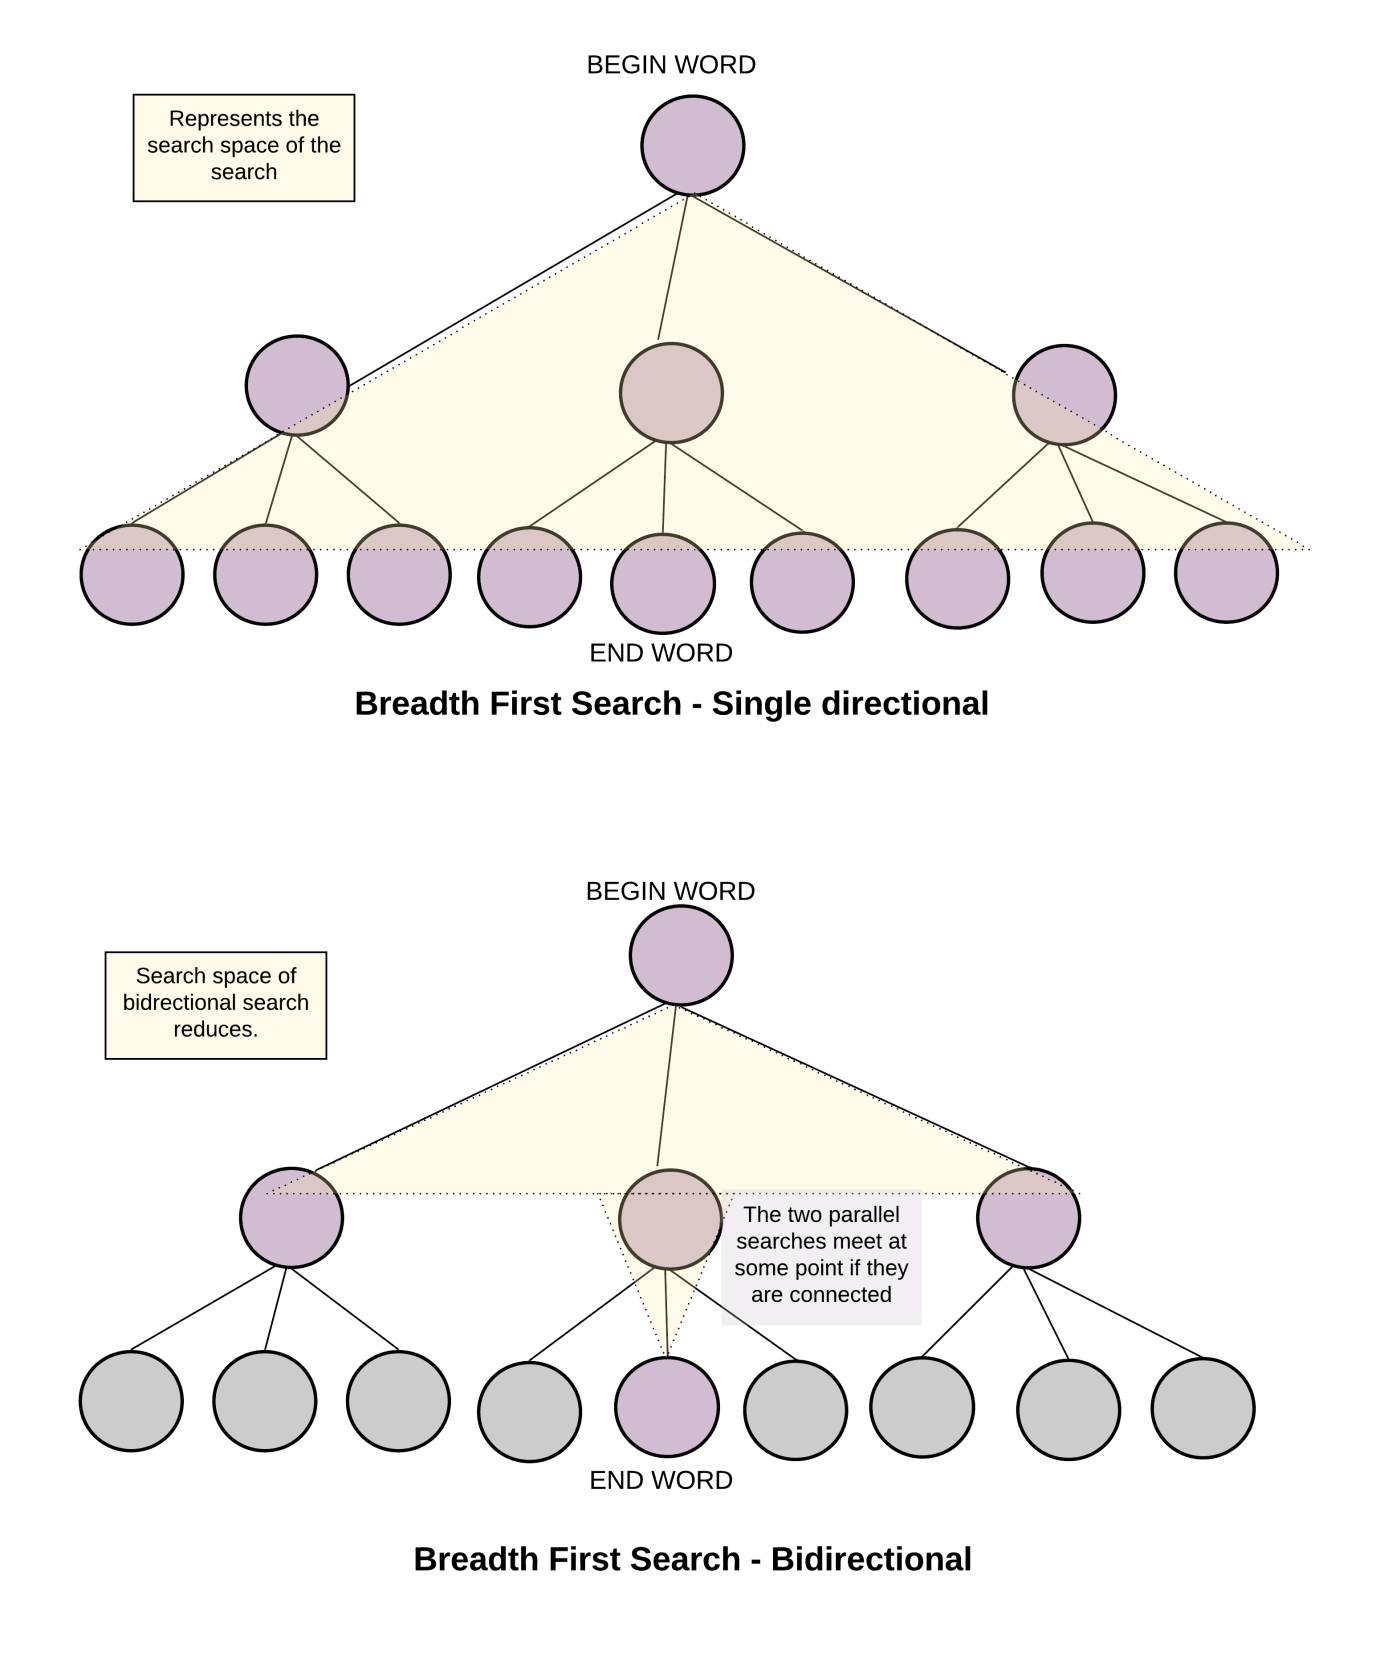 BEGIN WORD
Represents the
search space of the
search
END WORD
Breadth First Search - Single directional
BEGIN WORD
Search space of
bidrectional search
reduces.
The two parallel
searches meet at
some point if they
are connected
END WORD
Breadth First Search - Bidirectional